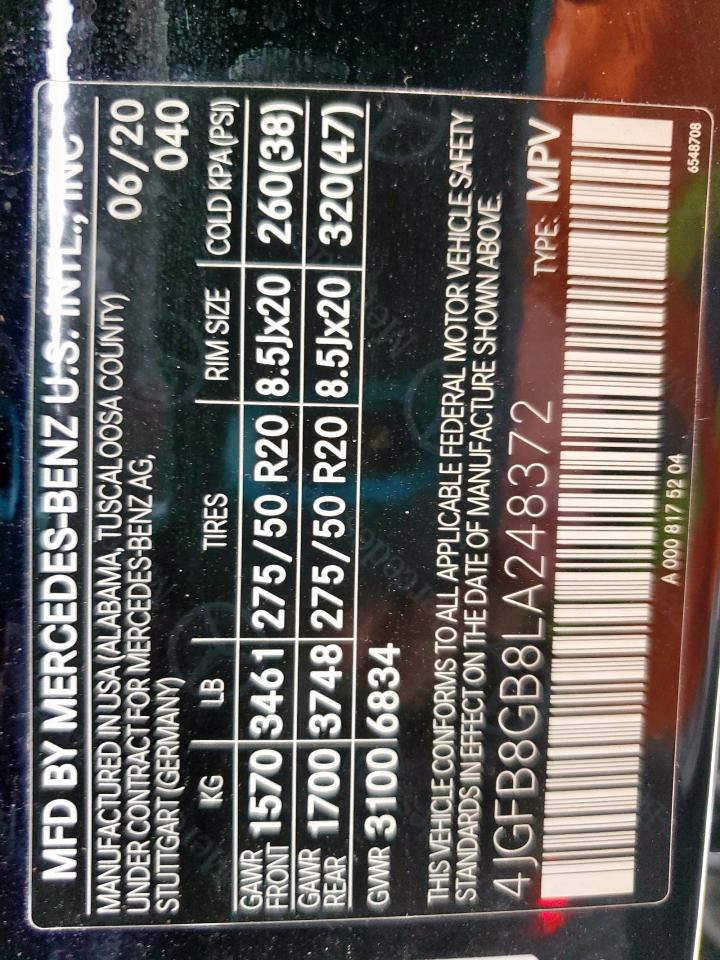 MFD BY MERCEDES-BENZ U.S. INTL., INC
MANUFACTURED IN USA (ALABAMA, TUSCALOOSA COUNTY) 06/20
UNDER CONTRACT FOR MERCEDES-BENZ AG,
STUTTGART (GERMANY) 040
KG LB TIRES RIM SIZE COLD KPA (PSI)
GAWR FRONT 1570 3461 275/50 R20 8.5Jx20 260(38)
GAWR REAR 1700 3748 275/50 R20 8.5Jx20 320(47)
GVWR 3100 6834
THIS VEHICLE CONFORMS TO ALL APPLICABLE FEDERAL MOTOR VEHICLE SAFETY
STANDARDS IN EFFECT ON THE DATE OF MANUFACTURE SHOWN ABOVE.
4JGFB8GB8LA248372 TYPE: MPV
A 000 817 52 04 6548708